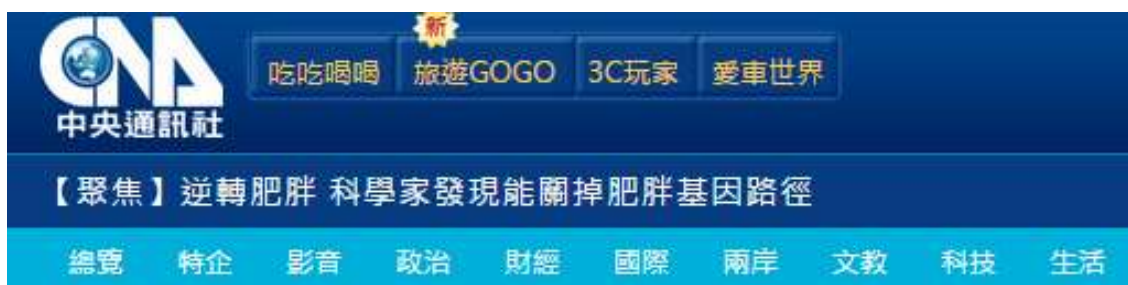 新
CNA 吃吃喝喝 旅遊GOGO 3C玩家 愛車世界
中央通訊社
【聚焦】逆轉肥胖 科學家發現能關掉肥胖基因路徑
總覽 特企 影音 政治 財經 國際 兩岸 文教 科技 生活